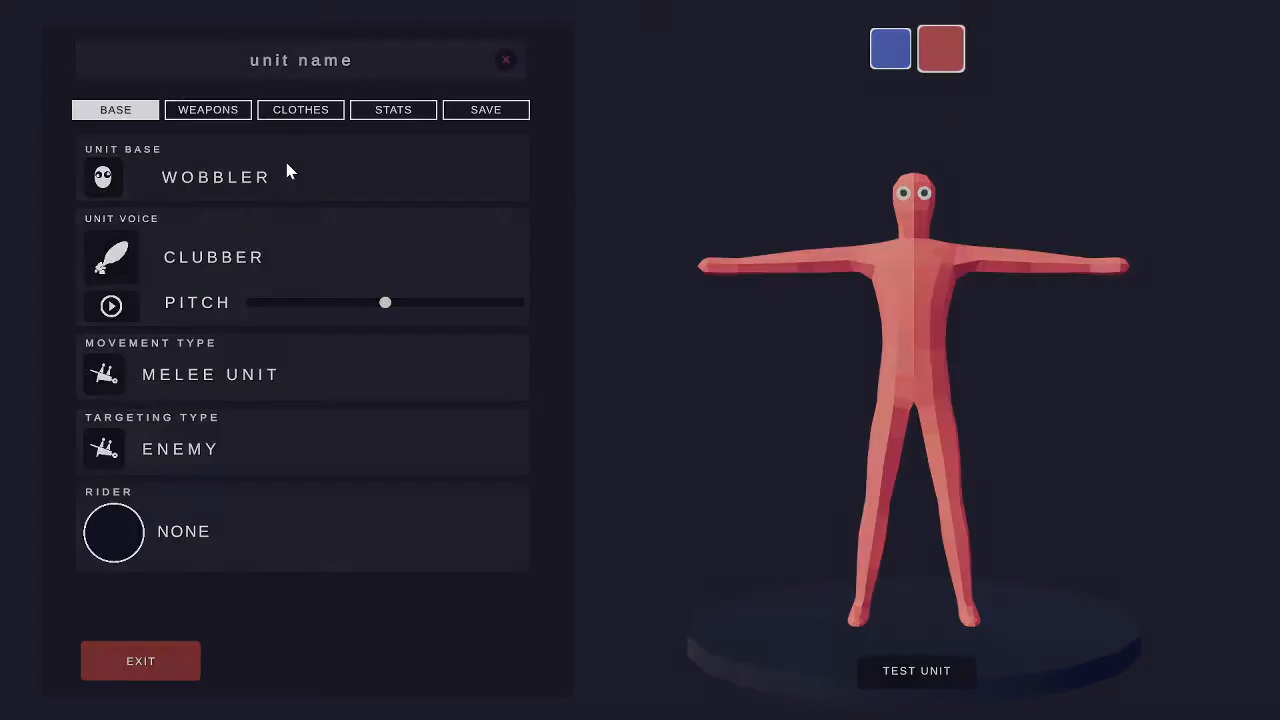 unit name
BASE WEAPONS CLOTHES STATS SAVE
UNIT BASE
WOBBLER
UNIT VOICE
CLUBBER
PITCH
MOVEMENT TYPE
MELEE UNIT
TARGETING TYPE
ENEMY
RIDER
NONE
EXIT
TEST UNIT